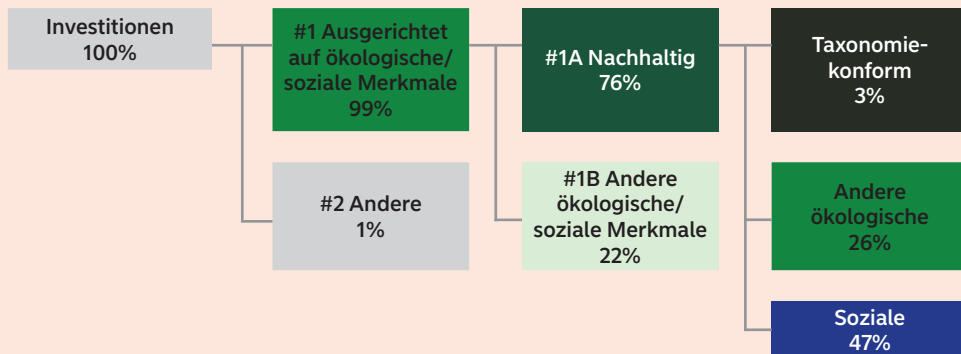 Investitionen
100%
#1 Ausgerichtet
auf ökologische/
soziale Merkmale
99%
#1A Nachhaltig
76%
Taxonomie-
konform
3%
#2 Andere
1%
#1B Andere
ökologische/
soziale Merkmale
22%
Andere
ökologische
26%
Soziale
47%